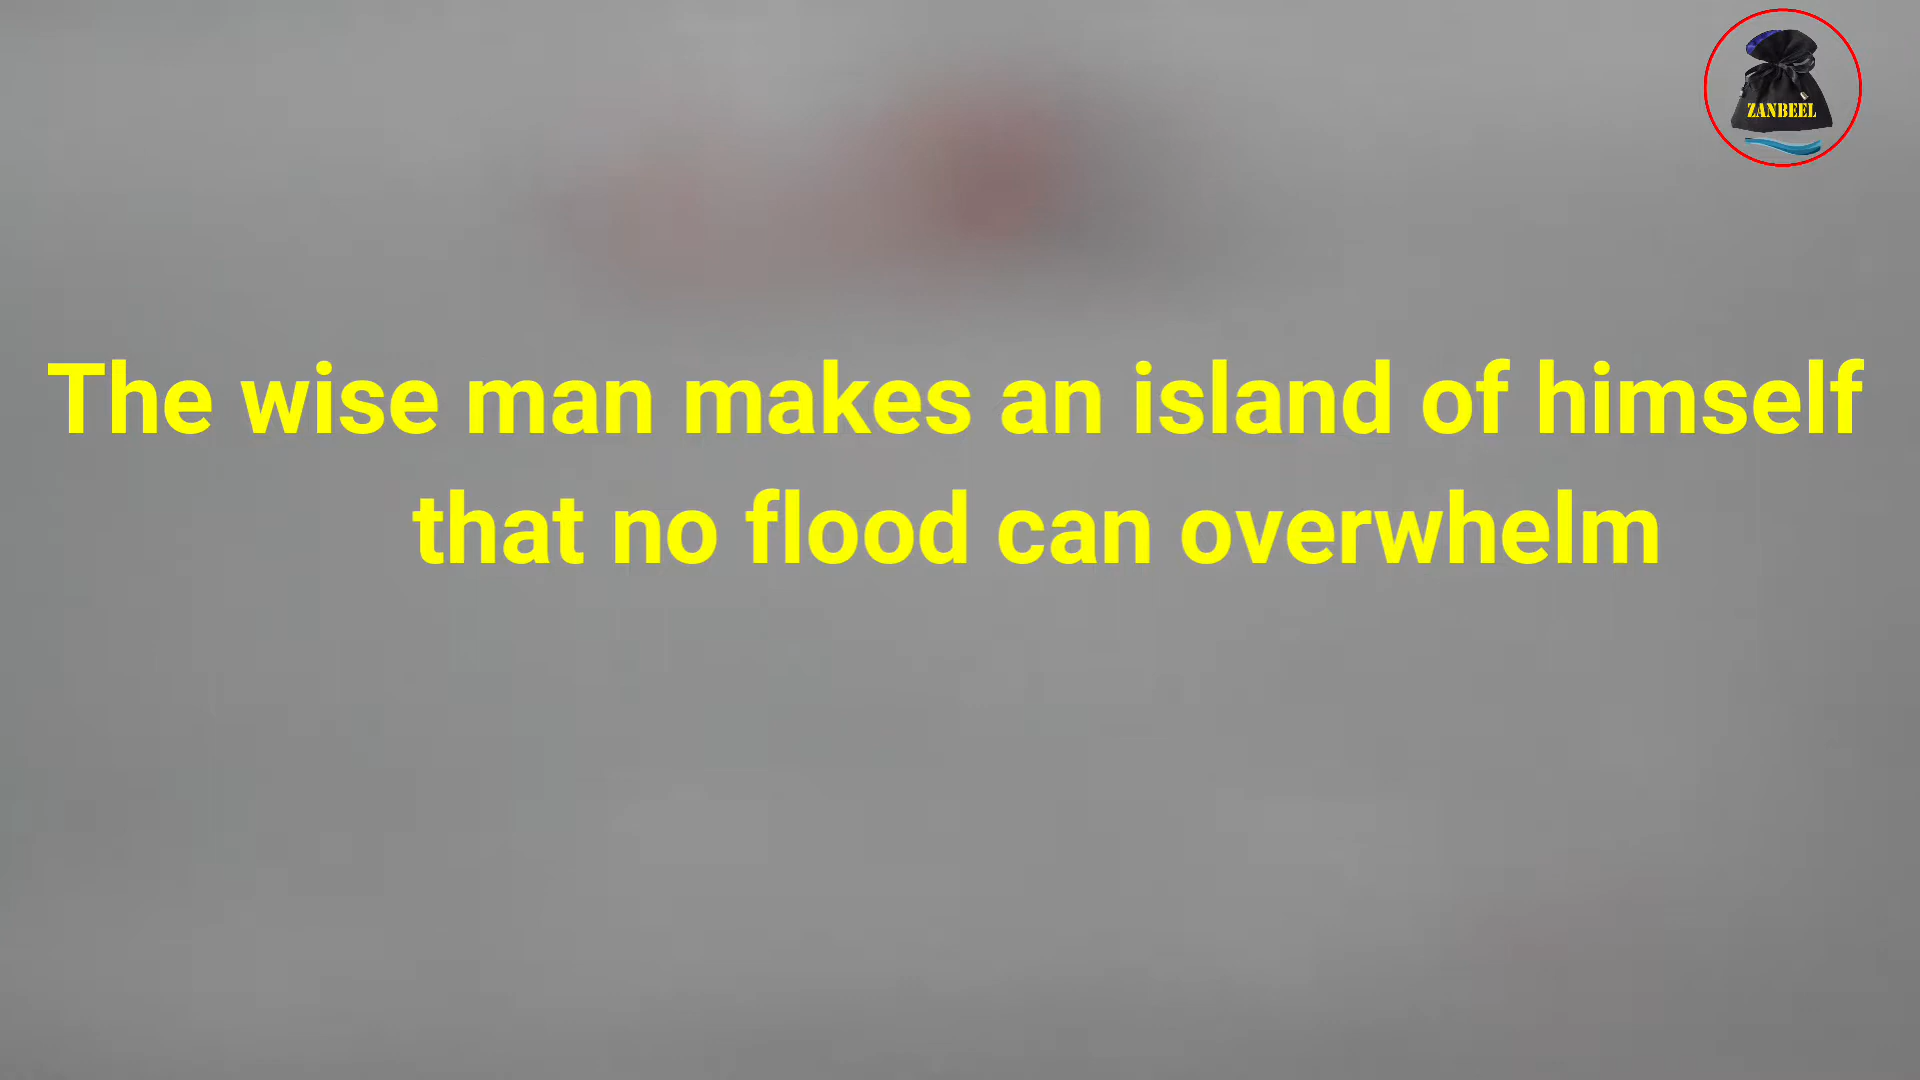 ZANBEEL
The wise man makes an island of himself
that no flood can overwhelm